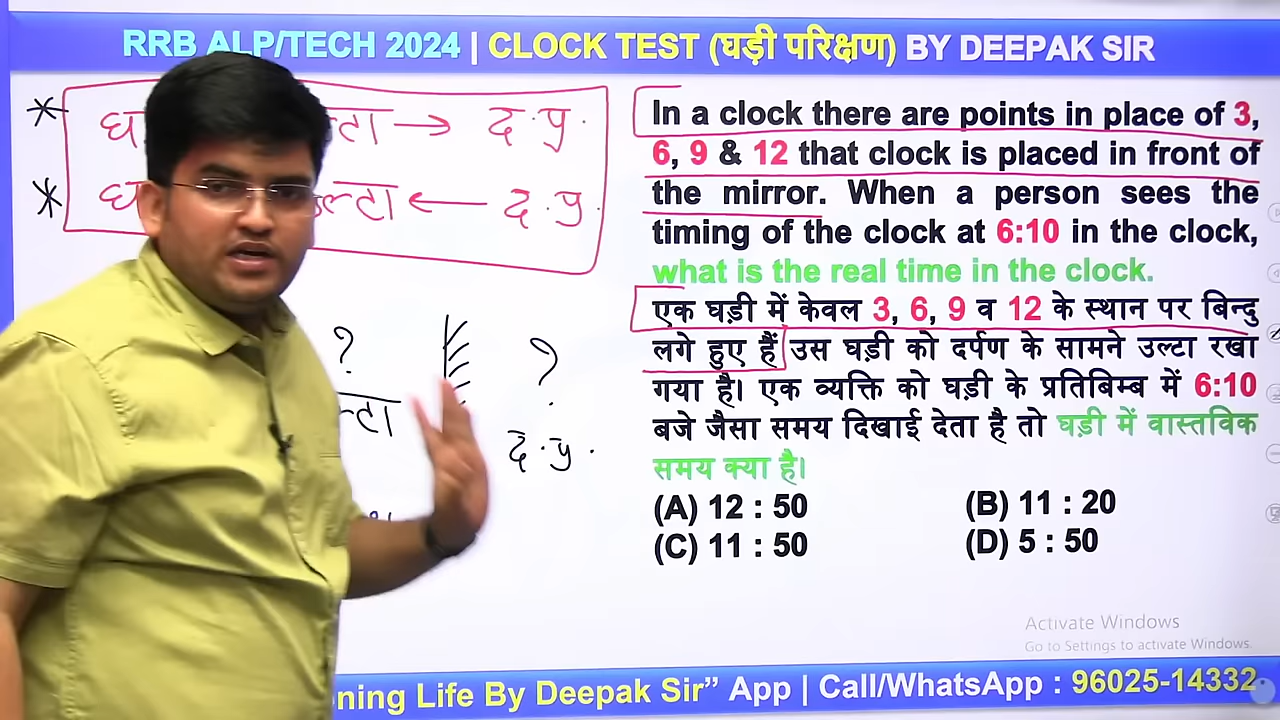 RRB ALP/TECH 2024 | CLOCK TEST (घड़ी परिक्षण) BY DEEPAK SIR
* घ ल्टा → द.प्र.
* घ उल्टा ← द.प्र.
? ?
ल्टा द.प्र.
In a clock there are points in place of 3,
6, 9 & 12 that clock is placed in front of
the mirror. When a person sees the
timing of the clock at 6:10 in the clock,
what is the real time in the clock.
एक घड़ी में केवल 3, 6, 9 व 12 के स्थान पर बिन्दु
लगे हुए हैं उस घड़ी को दर्पण के सामने उल्टा रखा
गया है। एक व्यक्ति को घड़ी के प्रतिबिम्ब में 6:10
बजे जैसा समय दिखाई देता है तो घड़ी में वास्तविक
समय क्या है।
(A) 12 : 50 (B) 11 : 20
(C) 11 : 50 (D) 5 : 50
Activate Windows
Go to Settings to activate Windows.
ning Life By Deepak Sir” App | Call/WhatsApp : 96025-14332